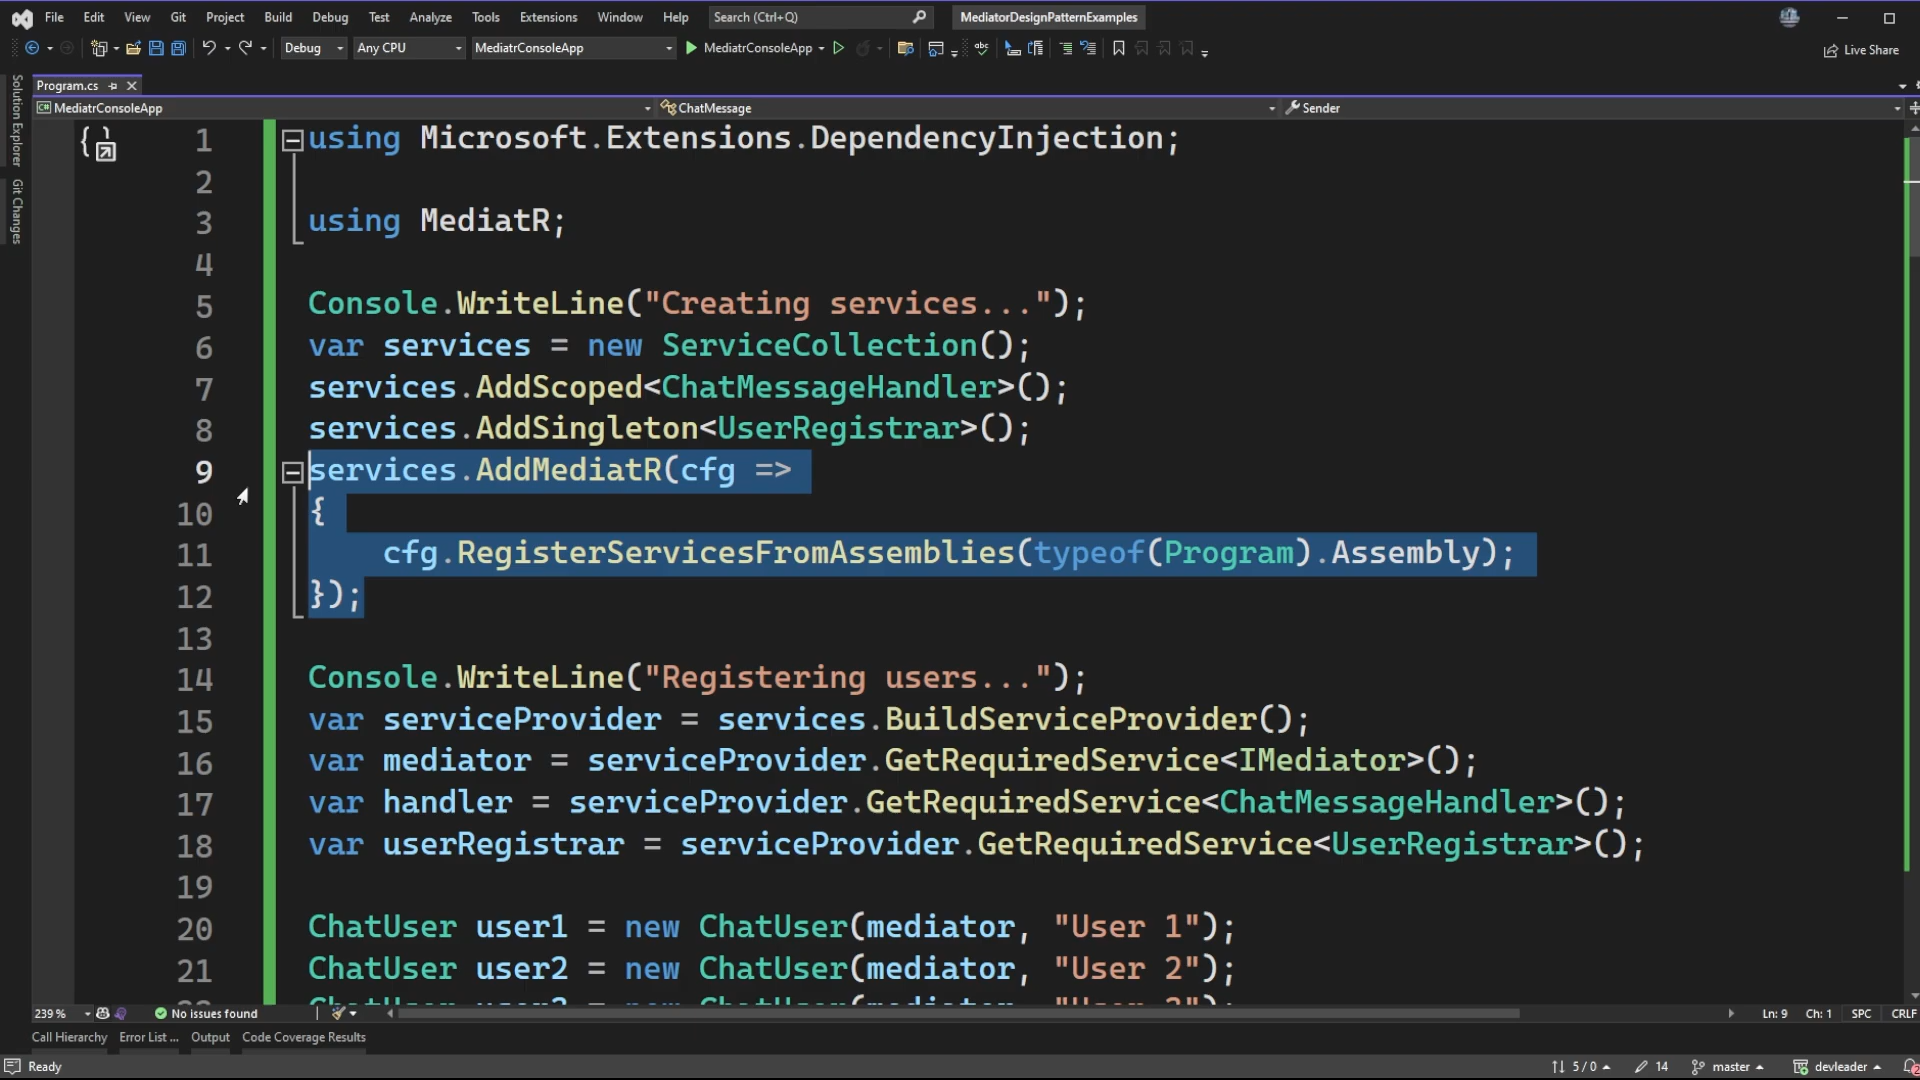 File Edit View Git Project Build Debug Test Analyze Tools Extensions Window Help Search (Ctrl+Q) MediatorDesignPatternExamples
Debug Any CPU MediatrConsoleApp MediatrConsoleApp Live Share
Program.cs
MediatrConsoleApp ChatMessage Sender
Solution Explorer
Git Changes
1 using Microsoft.Extensions.DependencyInjection;
2
3 using MediatR;
4
5 Console.WriteLine("Creating services...");
6 var services = new ServiceCollection();
7 services.AddScoped<ChatMessageHandler>();
8 services.AddSingleton<UserRegistrar>();
9 services.AddMediatR(cfg =>
10 {
11 cfg.RegisterServicesFromAssemblies(typeof(Program).Assembly);
12 });
13
14 Console.WriteLine("Registering users...");
15 var serviceProvider = services.BuildServiceProvider();
16 var mediator = serviceProvider.GetRequiredService<IMediator>();
17 var handler = serviceProvider.GetRequiredService<ChatMessageHandler>();
18 var userRegistrar = serviceProvider.GetRequiredService<UserRegistrar>();
19
20 ChatUser user1 = new ChatUser(mediator, "User 1");
21 ChatUser user2 = new ChatUser(mediator, "User 2");
239 % No issues found Ln: 9 Ch: 1 SPC CRLF
Call Hierarchy Error List ... Output Code Coverage Results
Ready 5 / 0 14 master devleader